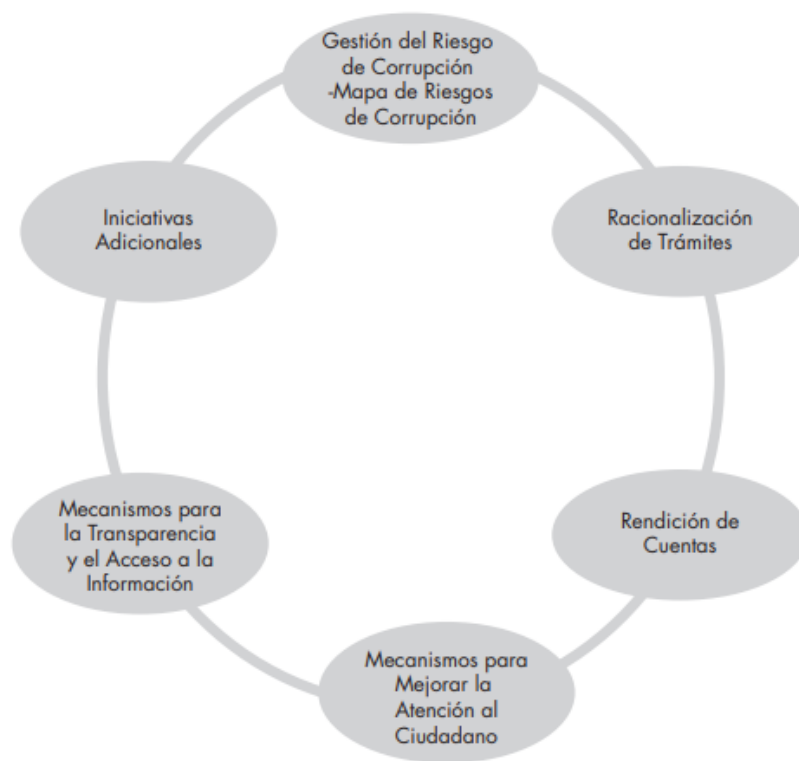 Gestión del Riesgo
de Corrupción
-Mapa de Riesgos
de Corrupción
Racionalización
de Trámites
Rendición de
Cuentas
Mecanismos para
Mejorar la
Atención al
Ciudadano
Mecanismos para
la Transparencia
y el Acceso a la
Información
Iniciativas
Adicionales